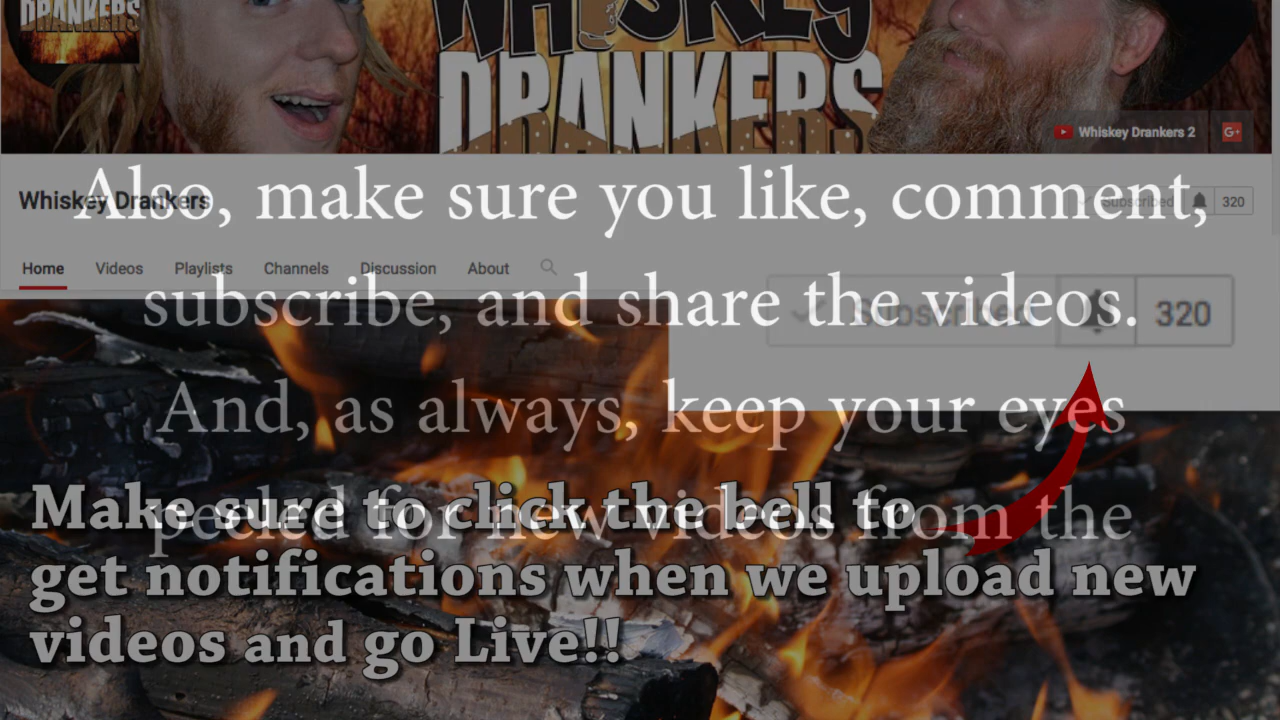 DRANKERS
WHISKEY
DRANKERS
Whiskey Drankers 2
G+
Whiskey Drankers
Subscribed
320
Home Videos Playlists Channels Discussion About
Subscribed
320
Also, make sure you like, comment,
subscribe, and share the videos.
And, as always, keep your eyes
peeled for new videos from the
Make sure to click the bell to
get notifications when we upload new
videos and go Live!!